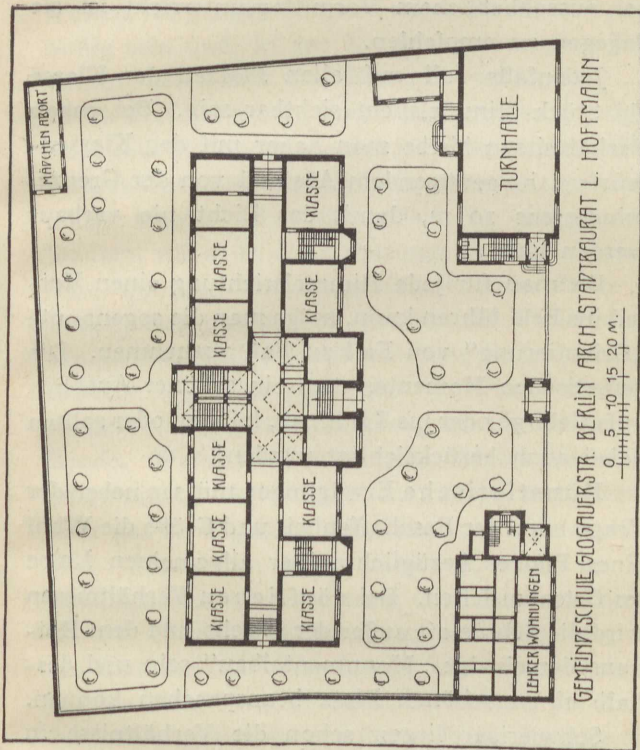 MÄDCHEN ABORT
KLASSE
KLASSE
KLASSE
KLASSE
KLASSE
KLASSE
KLASSE
KLASSE
KLASSE
TURNHALLE
LEHRER WOHNUNGEN
GEMEINDESCHULE GLOGAUERSTR. BERLIN ARCH. STADTBAURAT HOFFMANN
0 5 10 15 20 M.